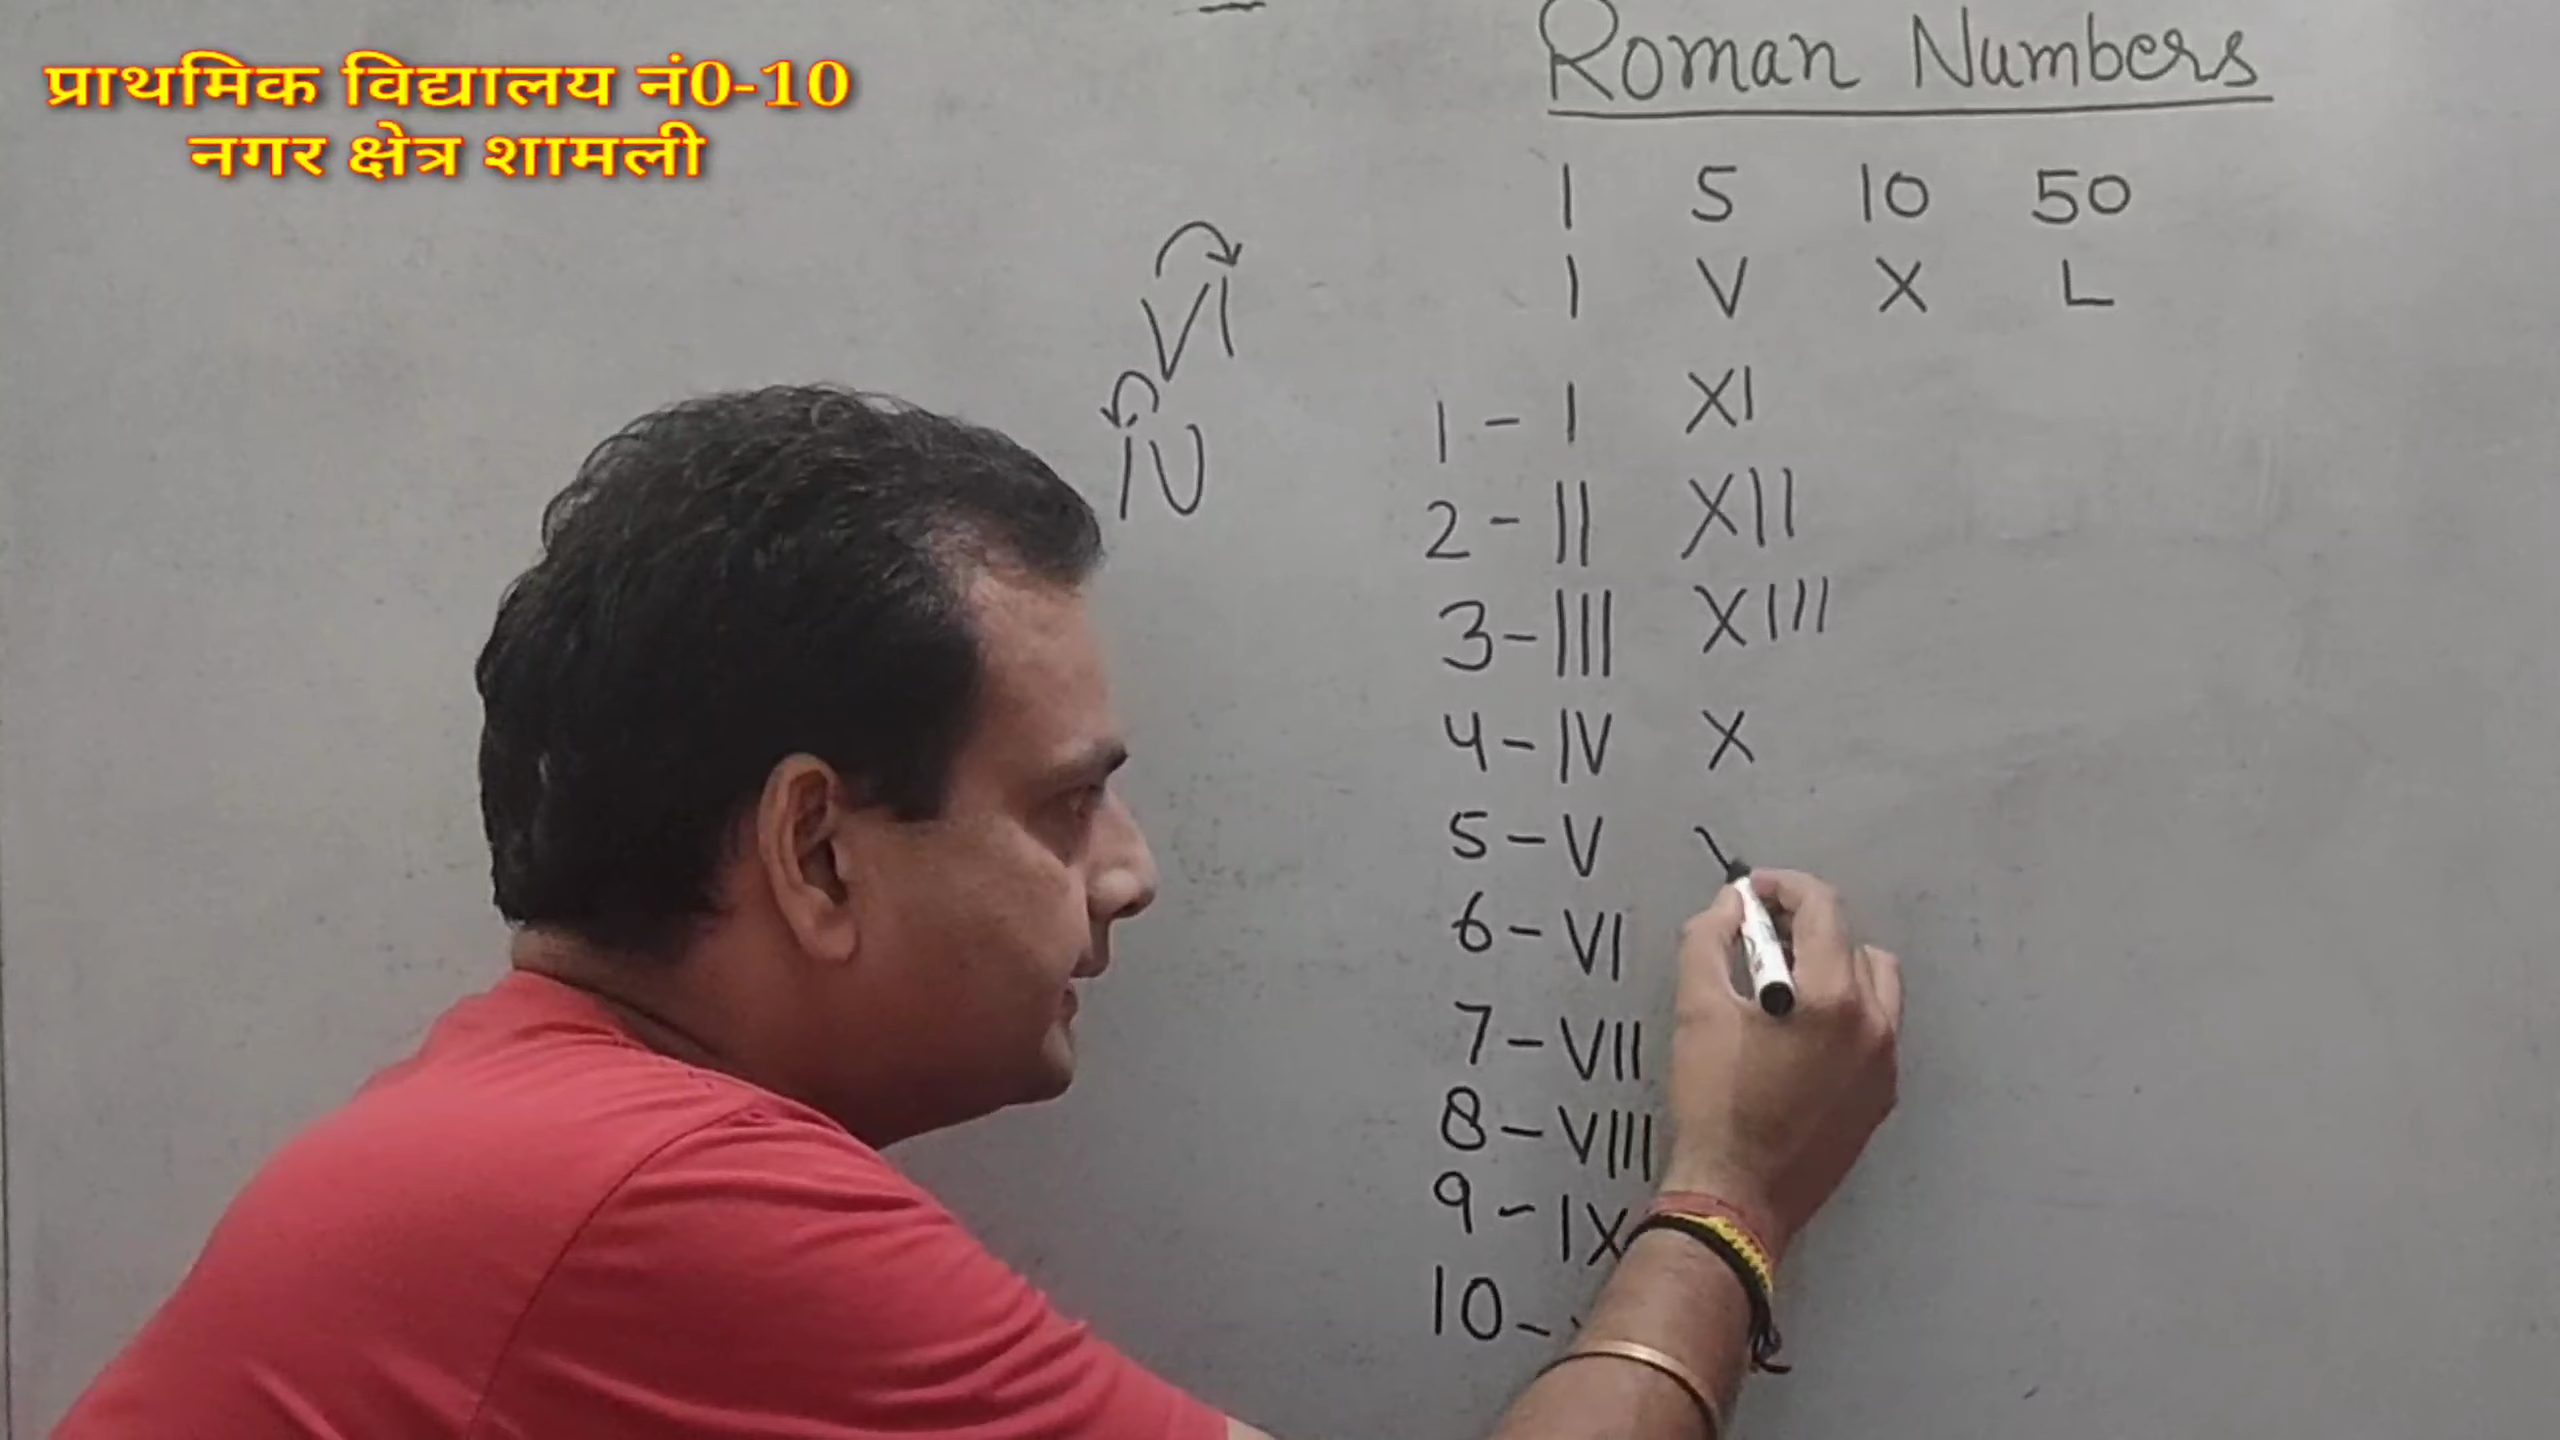 प्राथमिक विद्यालय नं0-10
नगर क्षेत्र शामली
Roman Numbers
1 5 10 50
I V X L
VI
IV
1 - I XI
2 - II XII
3 - III XIII
4 - IV X
5 - V
6 - VI
7 - VII
8 - VIII
9 - IX
10 -